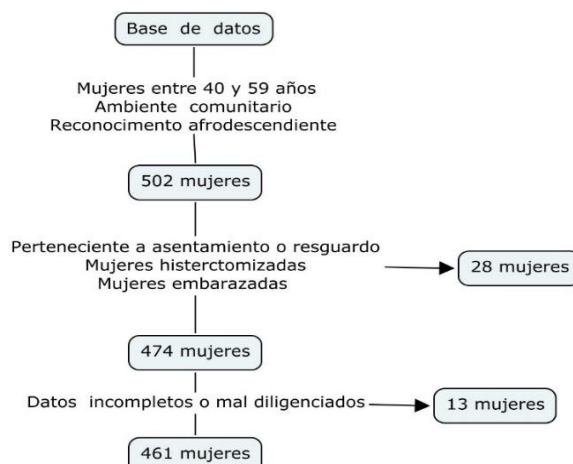 Base de datos
Mujeres entre 40 y 59 años
Ambiente comunitario
Reconocimento afrodescendiente
502 mujeres
Perteneciente a asentamiento o resguardo
Mujeres histerctomizadas
Mujeres embarazadas
28 mujeres
474 mujeres
Datos incompletos o mal diligenciados
13 mujeres
461 mujeres